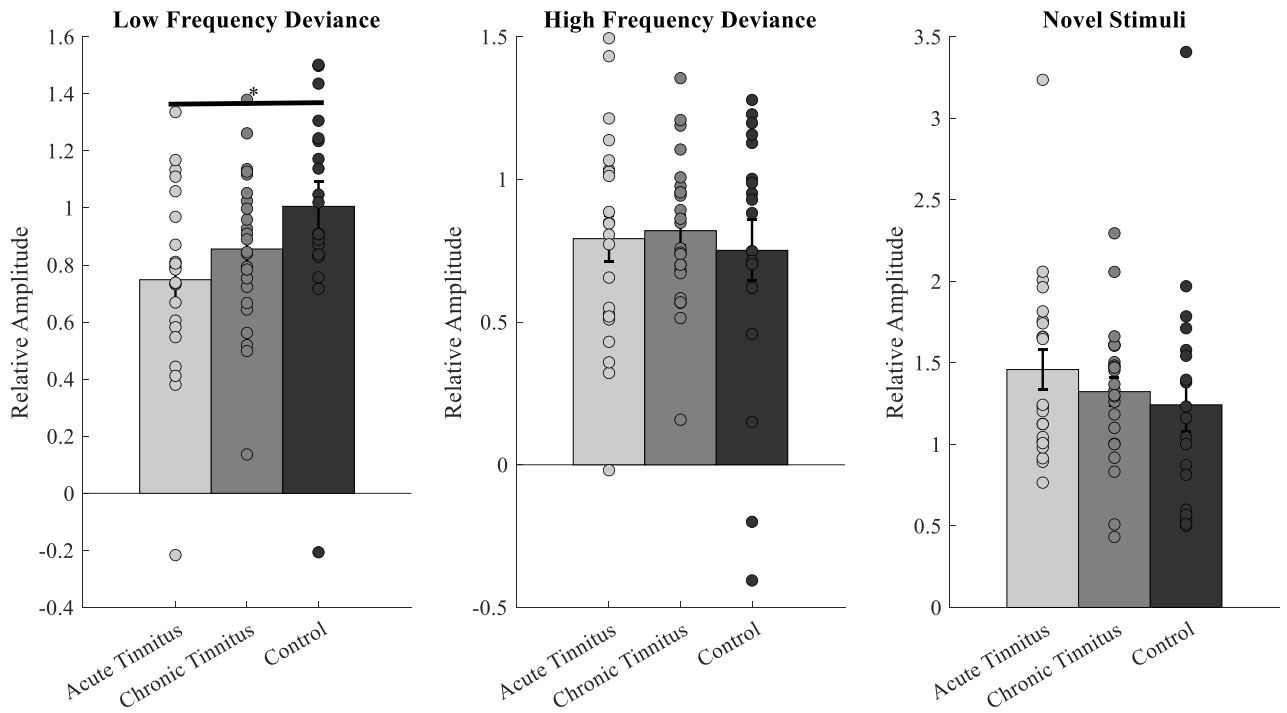 Low Frequency Deviance
High Frequency Deviance
Novel Stimuli
Relative Amplitude
1.6
1.4
1.2
1
0.8
0.6
0.4
0.2
0
-0.2
-0.4
*
Acute Tinnitus
Chronic Tinnitus
Control
Relative Amplitude
1.5
1
0.5
0
-0.5
Acute Tinnitus
Chronic Tinnitus
Control
Relative Amplitude
3.5
3
2.5
2
1.5
1
0.5
0
Acute Tinnitus
Chronic Tinnitus
Control